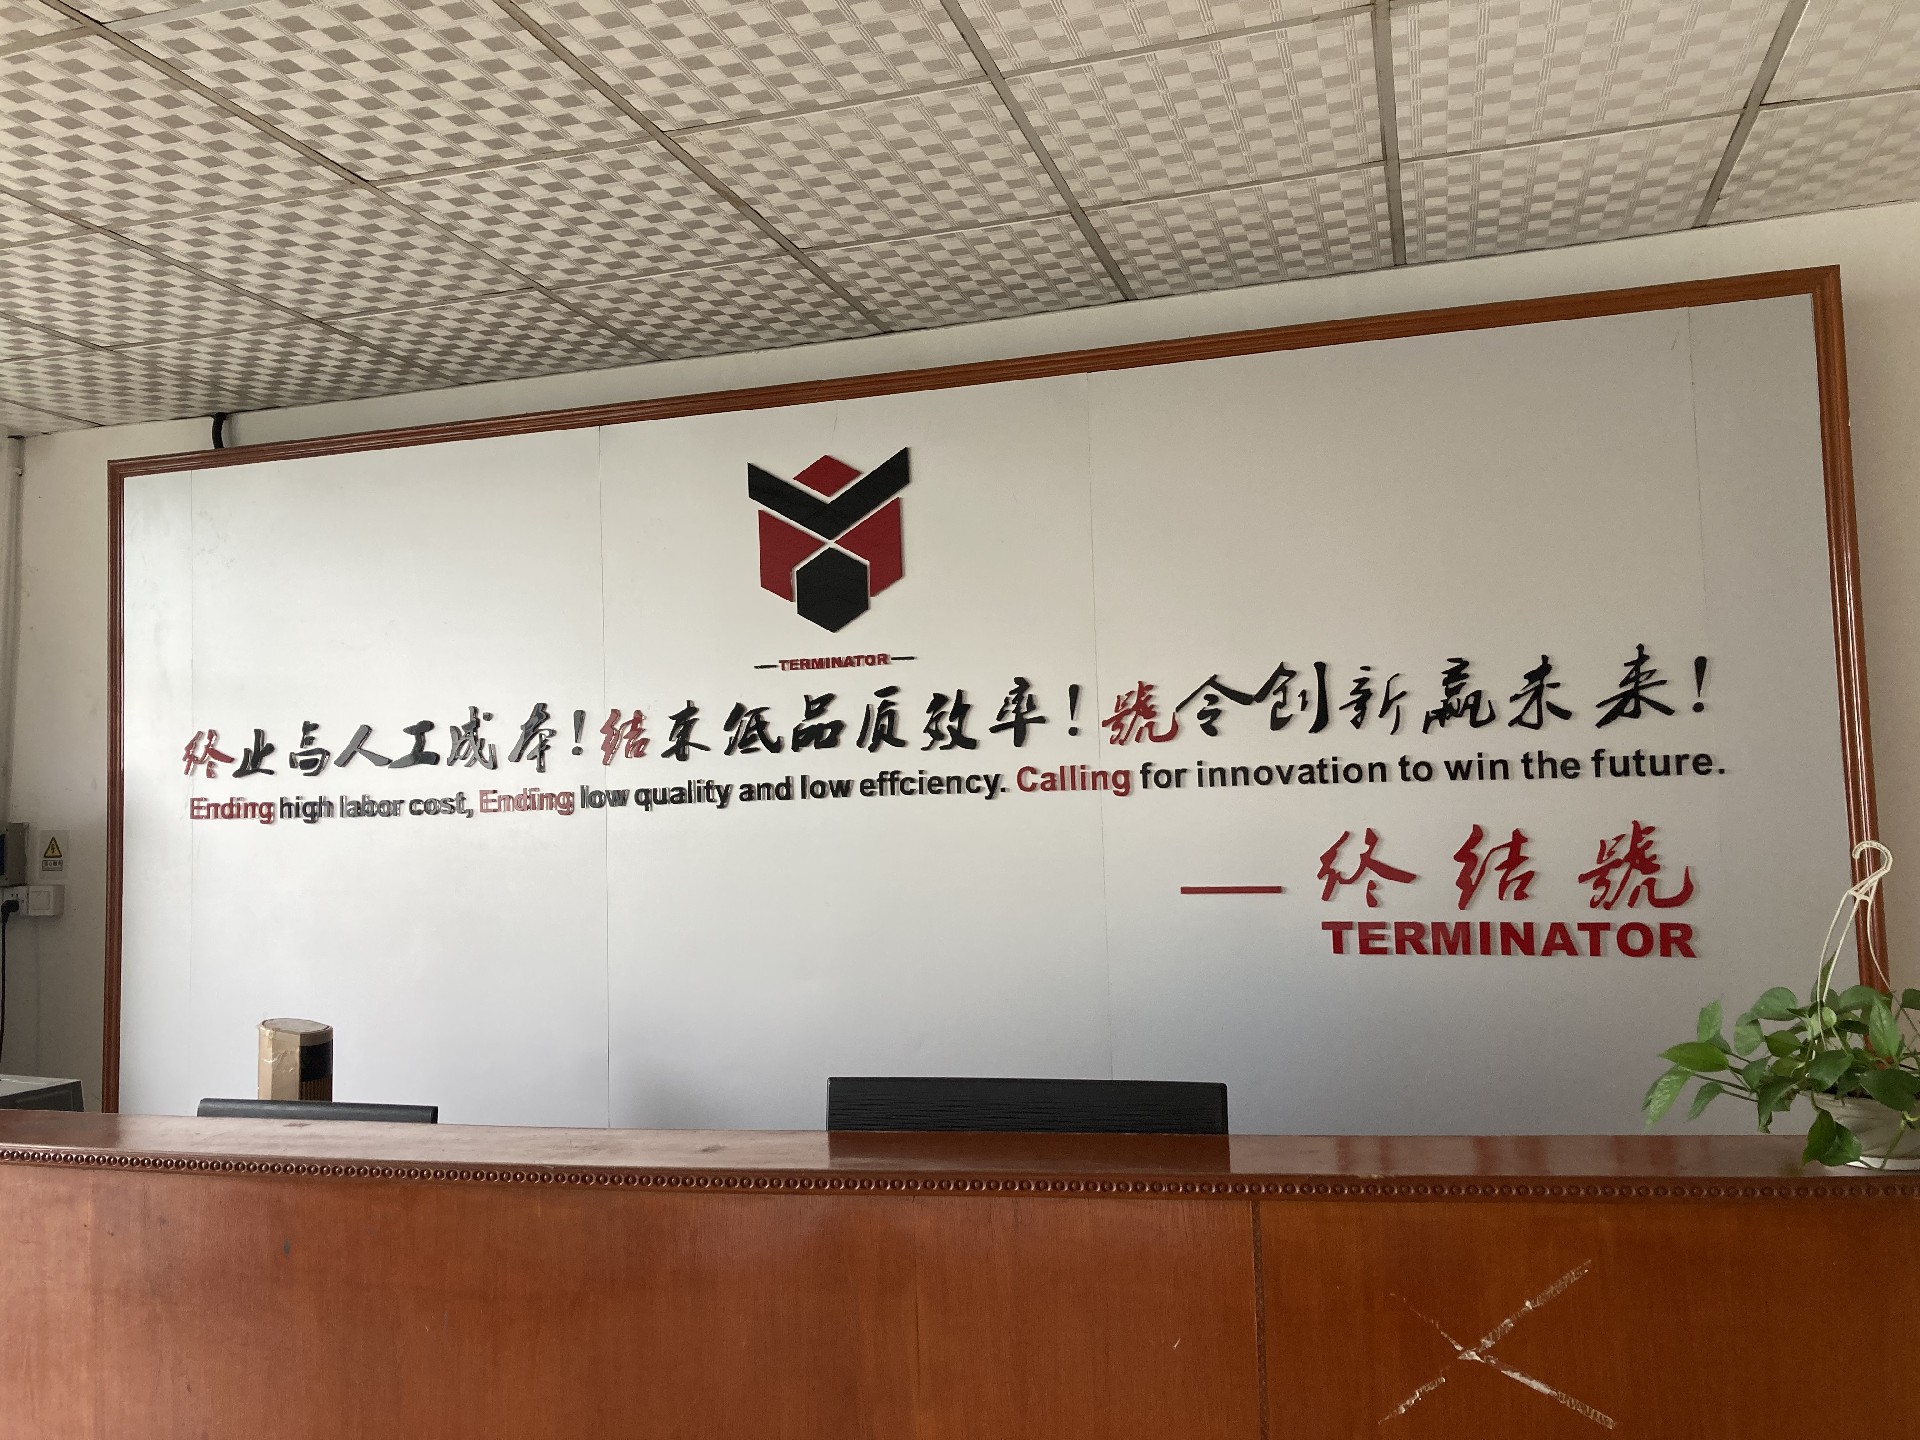 TERMINATOR
终止高人工成本！结束低品质效率！號令创新赢未来！
Ending high labor cost, Ending low quality and low effciency. Calling for innovation to win the future.
— 终结號
TERMINATOR